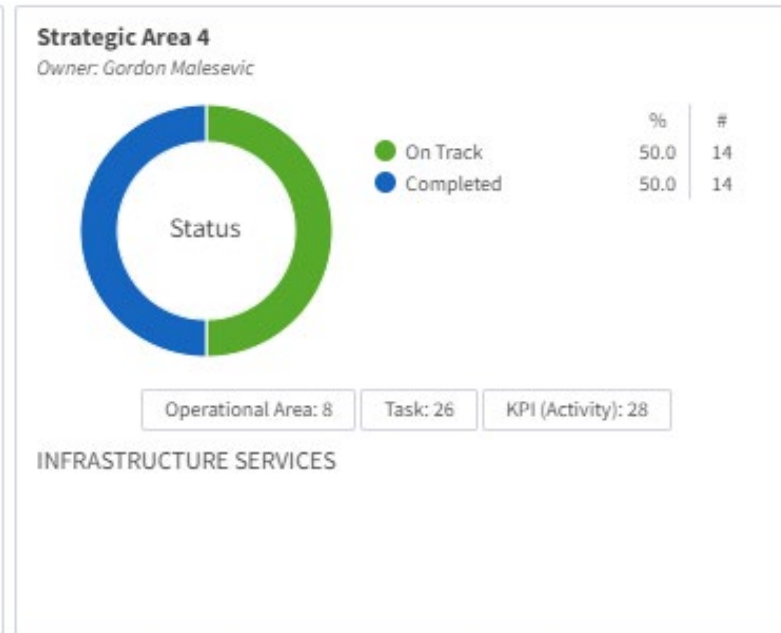 Strategic Area 4
Owner: Gordon Malesevic
% #
On Track 50.0 14
Completed 50.0 14
Status
Operational Area: 8 Task: 26 KPI (Activity): 28
INFRASTRUCTURE SERVICES